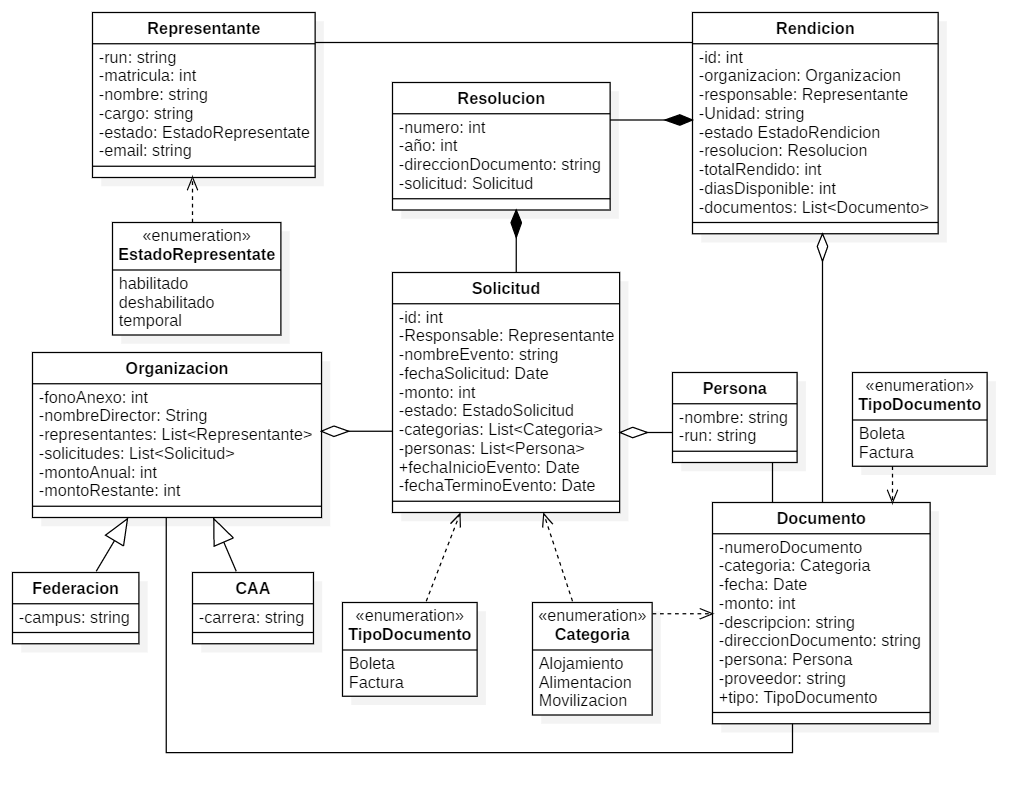 Representante
-run: string
-matricula: int
-nombre: string
-cargo: string
-estado: EstadoRepresentate
-email: string
Rendicion
-id: int
-organizacion: Organizacion
-responsable: Representante
-Unidad: string
-estado EstadoRendicion
-resolucion: Resolucion
-totalRendido: int
-diasDisponible: int
-documentos: List<Documento>
Resolucion
-numero: int
-año: int
-direccionDocumento: string
-solicitud: Solicitud
«enumeration»
EstadoRepresentate
habilitado
deshabilitado
temporal
Solicitud
-id: int
-Responsable: Representante
-nombreEvento: string
-fechaSolicitud: Date
-monto: int
-estado: EstadoSolicitud
-categorias: List<Categoria>
-personas: List<Persona>
+fechaInicioEvento: Date
-fechaTerminoEvento: Date
Organizacion
-fonoAnexo: int
-nombreDirector: String
-representantes: List<Representante>
-solicitudes: List<Solicitud>
-montoAnual: int
-montoRestante: int
Persona
-nombre: string
-run: string
«enumeration»
TipoDocumento
Boleta
Factura
Documento
-numeroDocumento
-categoria: Categoria
-fecha: Date
-monto: int
-descripcion: string
-direccionDocumento: string
-persona: Persona
-proveedor: string
+tipo: TipoDocumento
Federacion
-campus: string
CAA
-carrera: string
«enumeration»
TipoDocumento
Boleta
Factura
«enumeration»
Categoria
Alojamiento
Alimentacion
Movilizacion